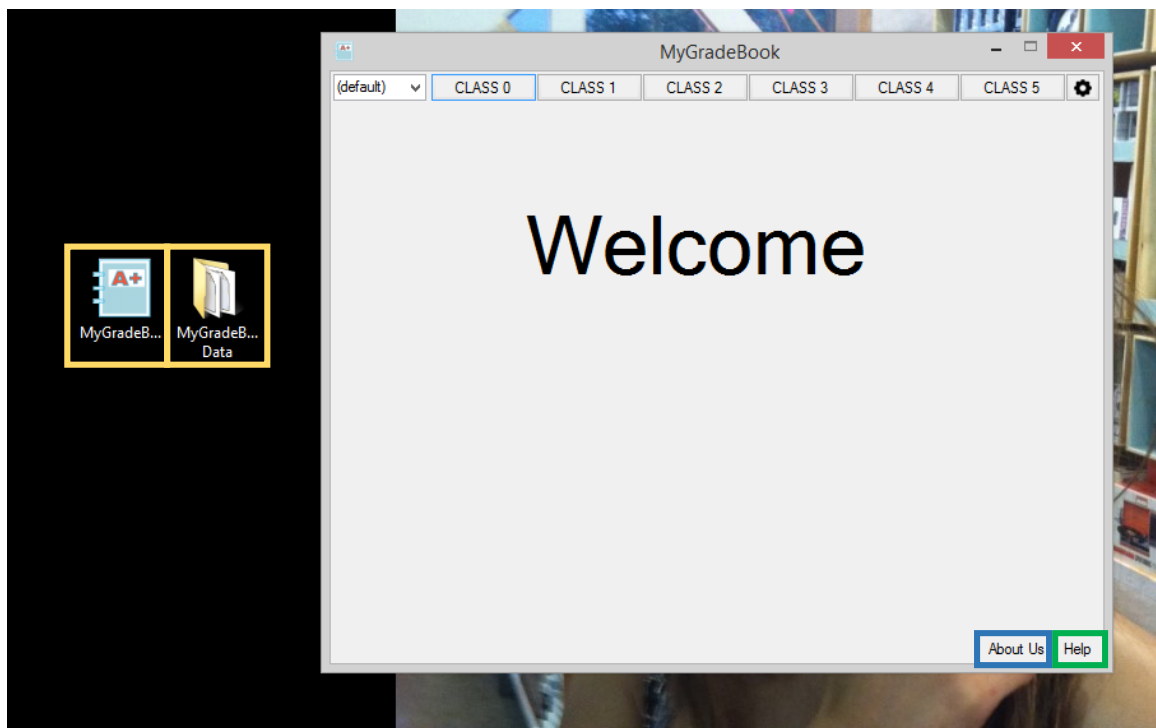 MyGradeBook
(default)
CLASS 0
CLASS 1
CLASS 2
CLASS 3
CLASS 4
CLASS 5
Welcome
A+
MyGradeB...
MyGradeB...
Data
About Us
Help